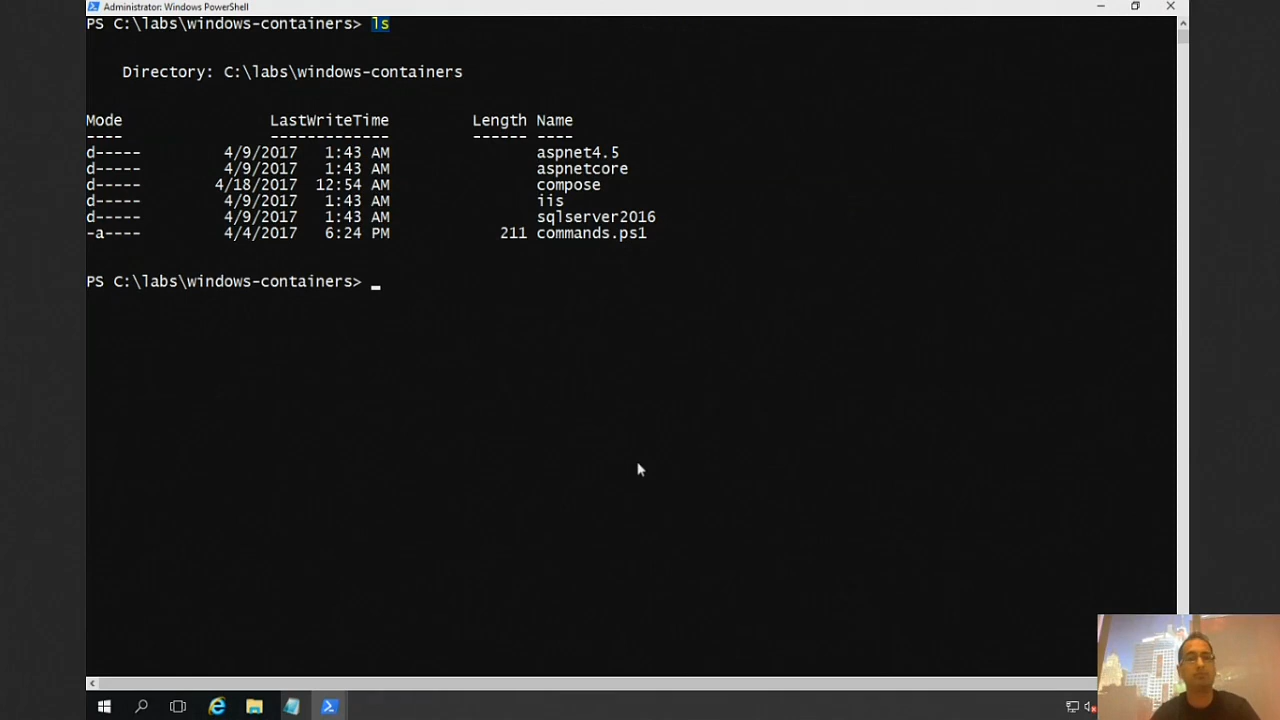 Administrator: Windows PowerShell
PS C:\labs\windows-containers> ls
Directory: C:\labs\windows-containers
Mode LastWriteTime Length Name
---- ------------- ------ ----
d----- 4/9/2017 1:43 AM aspnet4.5
d----- 4/9/2017 1:43 AM aspnetcore
d----- 4/18/2017 12:54 AM compose
d----- 4/9/2017 1:43 AM iis
d----- 4/9/2017 1:43 AM sqlserver2016
-a---- 4/4/2017 6:24 PM 211 commands.ps1
PS C:\labs\windows-containers> _